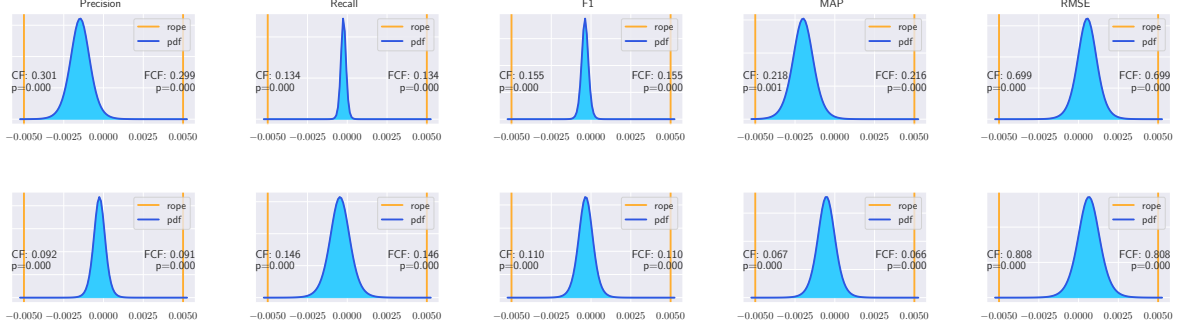 Precision
rope
pdf
CF: 0.301
p=0.000
FCF: 0.299
p=0.000
−0.0050 −0.0025 0.0000 0.0025 0.0050
Recall
rope
pdf
CF: 0.134
p=0.000
FCF: 0.134
p=0.000
−0.0050 −0.0025 0.0000 0.0025 0.0050
F1
rope
pdf
CF: 0.155
p=0.000
FCF: 0.155
p=0.000
−0.0050 −0.0025 0.0000 0.0025 0.0050
MAP
rope
pdf
CF: 0.218
p=0.001
FCF: 0.216
p=0.000
−0.0050 −0.0025 0.0000 0.0025 0.0050
RMSE
rope
pdf
CF: 0.699
p=0.000
FCF: 0.699
p=0.000
−0.0050 −0.0025 0.0000 0.0025 0.0050
rope
pdf
CF: 0.092
p=0.000
FCF: 0.091
p=0.000
−0.0050 −0.0025 0.0000 0.0025 0.0050
rope
pdf
CF: 0.146
p=0.000
FCF: 0.146
p=0.000
−0.0050 −0.0025 0.0000 0.0025 0.0050
rope
pdf
CF: 0.110
p=0.000
FCF: 0.110
p=0.000
−0.0050 −0.0025 0.0000 0.0025 0.0050
rope
pdf
CF: 0.067
p=0.000
FCF: 0.066
p=0.000
−0.0050 −0.0025 0.0000 0.0025 0.0050
rope
pdf
CF: 0.808
p=0.000
FCF: 0.808
p=0.000
−0.0050 −0.0025 0.0000 0.0025 0.0050